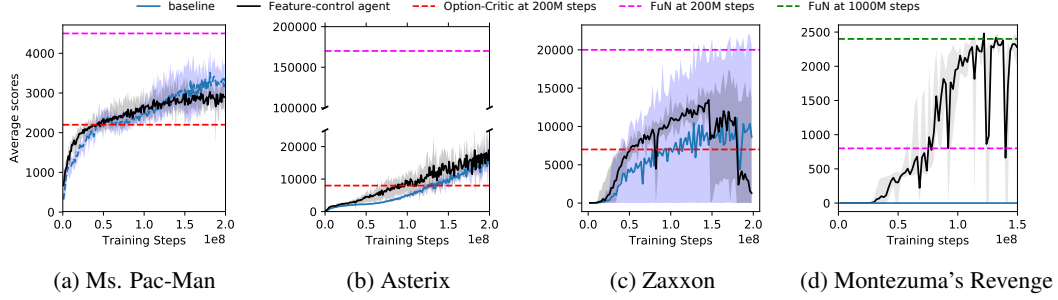 baseline Feature-control agent Option-Critic at 200M steps FuN at 200M steps FuN at 1000M steps
Average scores
4000
3000
2000
1000
0
0.0 0.5 1.0 1.5 2.0
Training Steps 1e8
(a) Ms. Pac-Man
200000
150000
100000
20000
10000
0
0.0 0.5 1.0 1.5 2.0
Training Steps 1e8
(b) Asterix
20000
15000
10000
5000
0
0.0 0.5 1.0 1.5 2.0
Training Steps 1e8
(c) Zaxxon
2500
2000
1500
1000
500
0
0.0 0.5 1.0 1.5
Training Steps 1e8
(d) Montezuma's Revenge